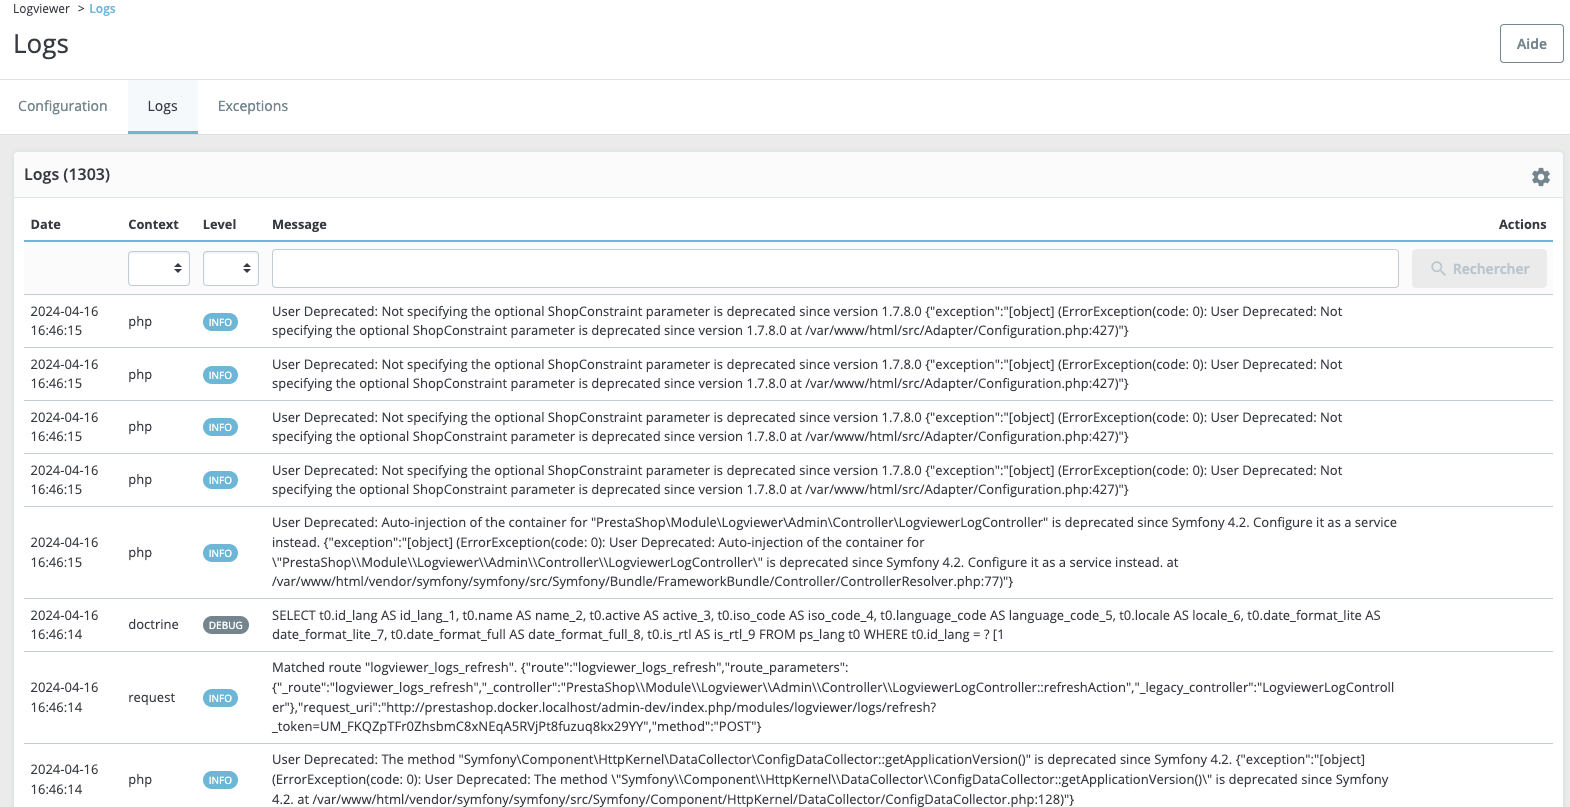 Logviewer > Logs
Logs
Aide
Configuration Logs Exceptions
Logs (1303)
Date Context Level Message Actions
Rechercher
2024-04-16
16:46:15
php
INFO
User Deprecated: Not specifying the optional ShopConstraint parameter is deprecated since version 1.7.8.0 {"exception":"[object] (ErrorException(code: 0): User Deprecated: Not
specifying the optional ShopConstraint parameter is deprecated since version 1.7.8.0 at /var/www/html/src/Adapter/Configuration.php:427)"}
2024-04-16
16:46:15
php
INFO
User Deprecated: Not specifying the optional ShopConstraint parameter is deprecated since version 1.7.8.0 {"exception":"[object] (ErrorException(code: 0): User Deprecated: Not
specifying the optional ShopConstraint parameter is deprecated since version 1.7.8.0 at /var/www/html/src/Adapter/Configuration.php:427)"}
2024-04-16
16:46:15
php
INFO
User Deprecated: Not specifying the optional ShopConstraint parameter is deprecated since version 1.7.8.0 {"exception":"[object] (ErrorException(code: 0): User Deprecated: Not
specifying the optional ShopConstraint parameter is deprecated since version 1.7.8.0 at /var/www/html/src/Adapter/Configuration.php:427)"}
2024-04-16
16:46:15
php
INFO
User Deprecated: Not specifying the optional ShopConstraint parameter is deprecated since version 1.7.8.0 {"exception":"[object] (ErrorException(code: 0): User Deprecated: Not
specifying the optional ShopConstraint parameter is deprecated since version 1.7.8.0 at /var/www/html/src/Adapter/Configuration.php:427)"}
2024-04-16
16:46:15
php
INFO
User Deprecated: Auto-injection of the container for "PrestaShop\Module\Logviewer\Admin\Controller\LogviewerLogController" is deprecated since Symfony 4.2. Configure it as a service
instead. {"exception":"[object] (ErrorException(code: 0): User Deprecated: Auto-injection of the container for
\"PrestaShop\\Module\\Logviewer\\Admin\\Controller\\LogviewerLogController\" is deprecated since Symfony 4.2. Configure it as a service instead. at
/var/www/html/vendor/symfony/symfony/src/Symfony/Bundle/FrameworkBundle/Controller/ControllerResolver.php:77)"}
2024-04-16
16:46:14
doctrine
DEBUG
SELECT t0.id_lang AS id_lang_1, t0.name AS name_2, t0.active AS active_3, t0.iso_code AS iso_code_4, t0.language_code AS language_code_5, t0.locale AS locale_6, t0.date_format_lite AS
date_format_lite_7, t0.date_format_full AS date_format_full_8, t0.is_rtl AS is_rtl_9 FROM ps_lang t0 WHERE t0.id_lang = ? [1
2024-04-16
16:46:14
request
INFO
Matched route "logviewer_logs_refresh". {"route":"logviewer_logs_refresh","route_parameters":
{"_route":"logviewer_logs_refresh","_controller":"PrestaShop\\Module\\Logviewer\\Admin\\Controller\\LogviewerLogController::refreshAction","_legacy_controller":"LogviewerLogControll
er"},"request_uri":"http://prestashop.docker.localhost/admin-dev/index.php/modules/logviewer/logs/refresh?
_token=UM_FKQZpTFr0ZhsbmC8xNEqA5RVjPt8fuzuq8kx29YY","method":"POST"}
2024-04-16
16:46:14
php
INFO
User Deprecated: The method "Symfony\Component\HttpKernel\DataCollector\ConfigDataCollector::getApplicationVersion()" is deprecated since Symfony 4.2. {"exception":"[object]
(ErrorException(code: 0): User Deprecated: The method \"Symfony\\Component\\HttpKernel\\DataCollector\\ConfigDataCollector::getApplicationVersion()\" is deprecated since Symfony
4.2. at /var/www/html/vendor/symfony/symfony/src/Symfony/Component/HttpKernel/DataCollector/ConfigDataCollector.php:128)"}